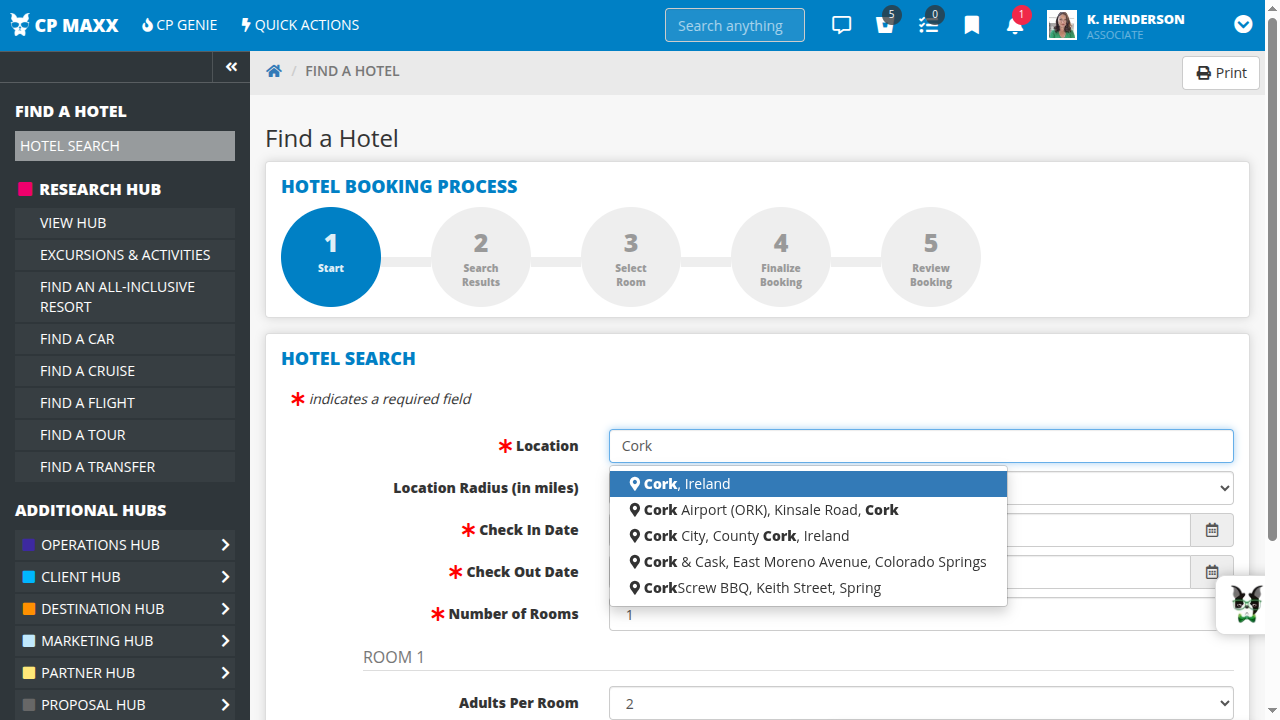 CP MAXX
CP GENIE
QUICK ACTIONS
Search anything
5
0
1
K. HENDERSON
ASSOCIATE
«
/ FIND A HOTEL
Print
FIND A HOTEL
HOTEL SEARCH
RESEARCH HUB
VIEW HUB
EXCURSIONS & ACTIVITIES
FIND AN ALL-INCLUSIVE
RESORT
FIND A CAR
FIND A CRUISE
FIND A FLIGHT
FIND A TOUR
FIND A TRANSFER
ADDITIONAL HUBS
OPERATIONS HUB
CLIENT HUB
DESTINATION HUB
MARKETING HUB
PARTNER HUB
PROPOSAL HUB
Find a Hotel
HOTEL BOOKING PROCESS
1
Start
2
Search
Results
3
Select
Room
4
Finalize
Booking
5
Review
Booking
HOTEL SEARCH
* indicates a required field
* Location
Cork
Cork, Ireland
Cork Airport (ORK), Kinsale Road, Cork
Cork City, County Cork, Ireland
Cork & Cask, East Moreno Avenue, Colorado Springs
CorkScrew BBQ, Keith Street, Spring
Location Radius (in miles)
* Check In Date
* Check Out Date
* Number of Rooms
1
ROOM 1
Adults Per Room
2